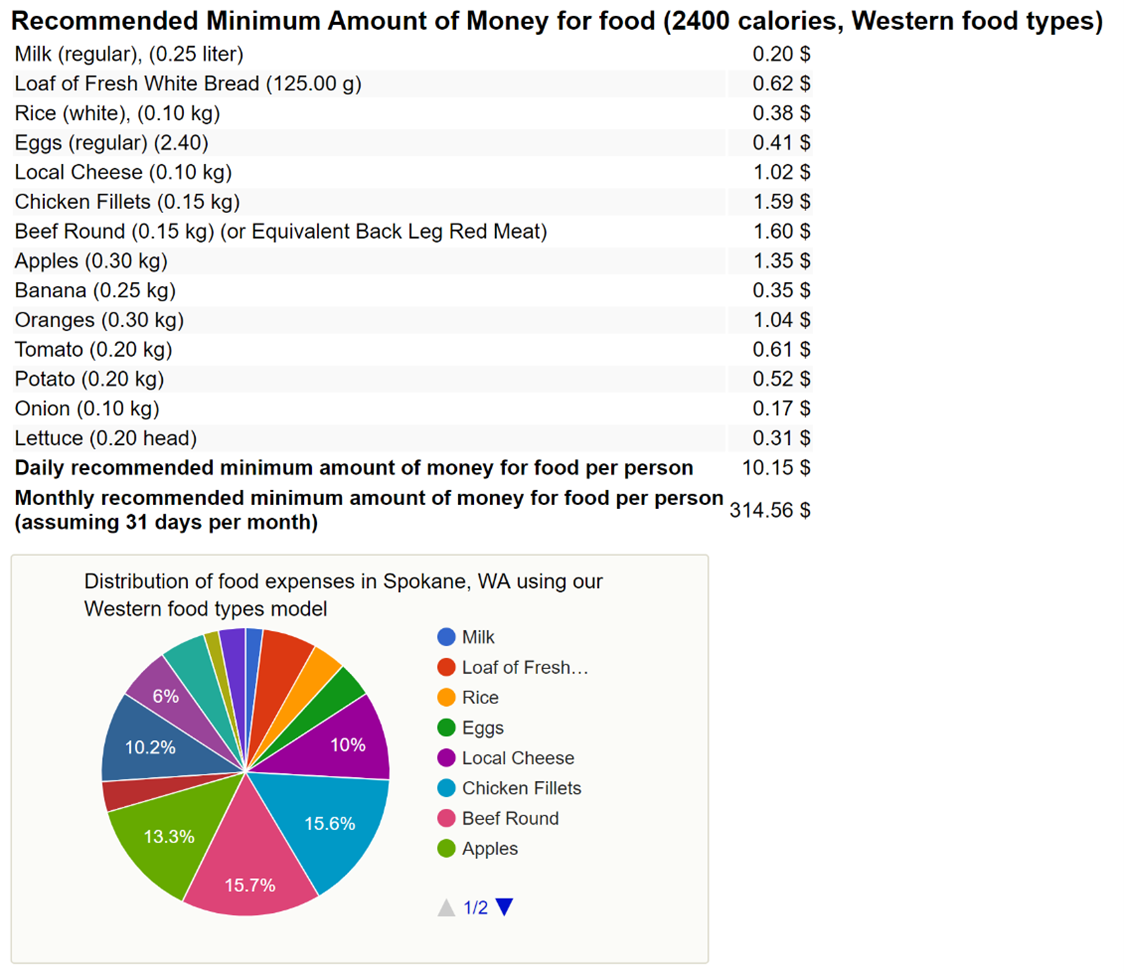 Recommended Minimum Amount of Money for food (2400 calories, Western food types)
Milk (regular), (0.25 liter) 0.20 $
Loaf of Fresh White Bread (125.00 g) 0.62 $
Rice (white), (0.10 kg) 0.38 $
Eggs (regular) (2.40) 0.41 $
Local Cheese (0.10 kg) 1.02 $
Chicken Fillets (0.15 kg) 1.59 $
Beef Round (0.15 kg) (or Equivalent Back Leg Red Meat) 1.60 $
Apples (0.30 kg) 1.35 $
Banana (0.25 kg) 0.35 $
Oranges (0.30 kg) 1.04 $
Tomato (0.20 kg) 0.61 $
Potato (0.20 kg) 0.52 $
Onion (0.10 kg) 0.17 $
Lettuce (0.20 head) 0.31 $
Daily recommended minimum amount of money for food per person 10.15 $
Monthly recommended minimum amount of money for food per person
(assuming 31 days per month) 314.56 $
Distribution of food expenses in Spokane, WA using our
Western food types model
Milk
Loaf of Fresh...
Rice
Eggs
Local Cheese
Chicken Fillets
Beef Round
Apples
1/2
6%
10.2%
10%
13.3%
15.6%
15.7%